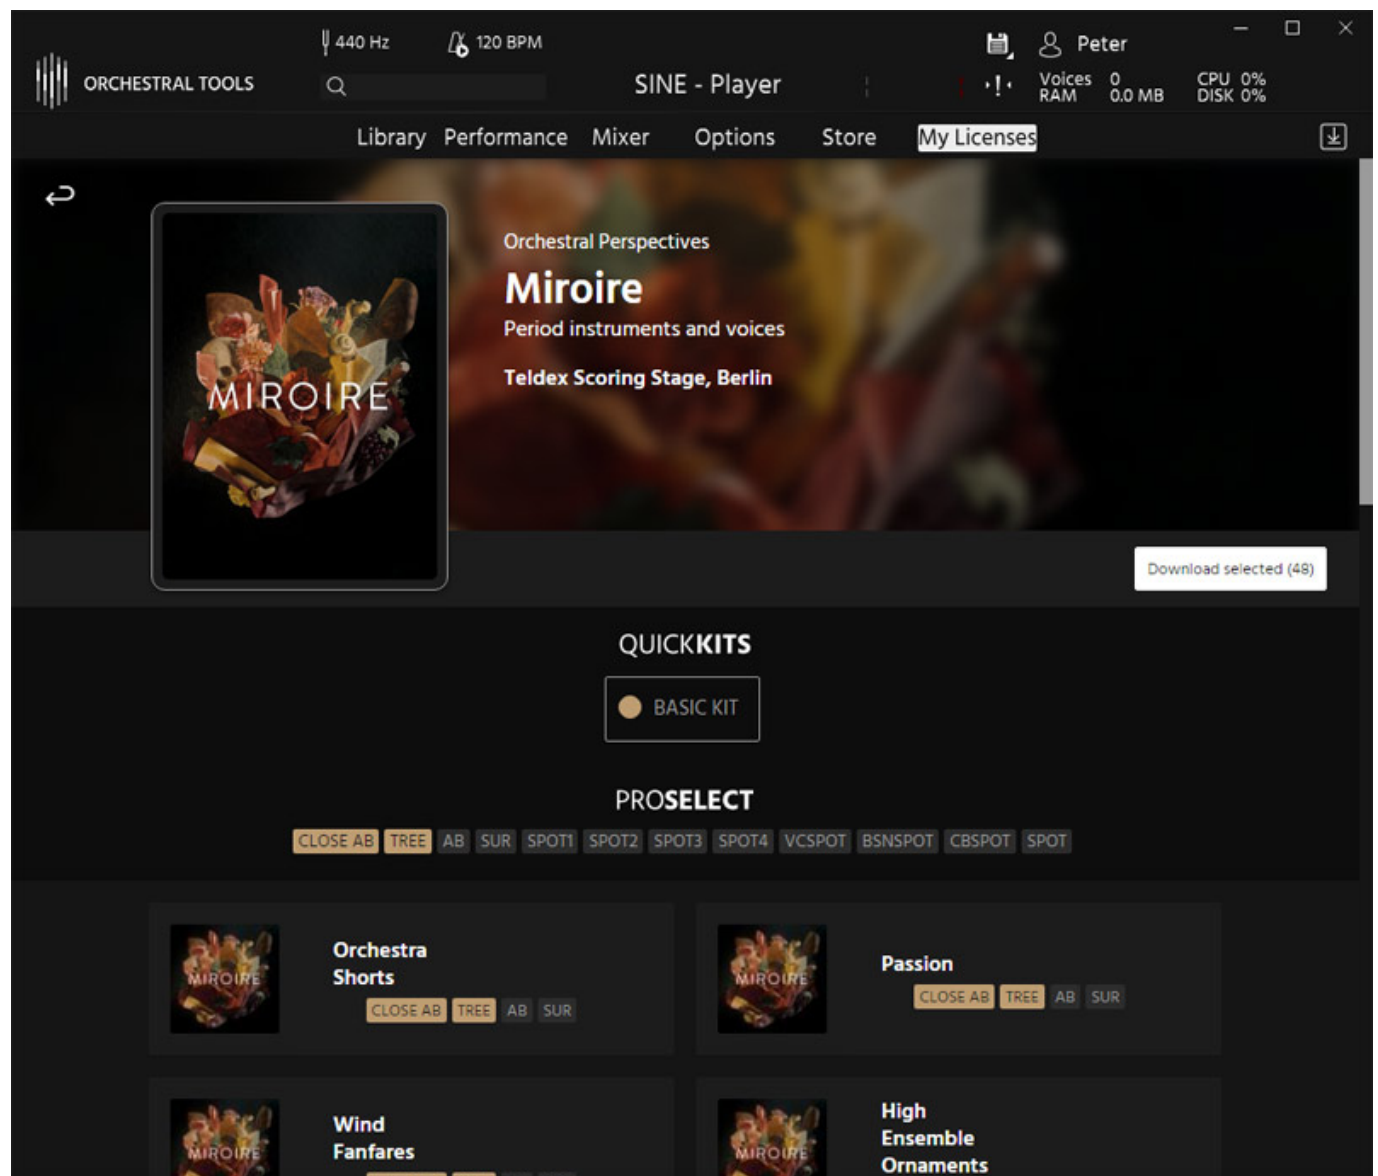 440 Hz
120 BPM
Peter
ORCHESTRAL TOOLS
SINE - Player
Voices 0
RAM 0.0 MB
CPU 0%
DISK 0%
Library Performance Mixer Options Store My Licenses
Orchestral Perspectives
Miroire
Period instruments and voices
Teldex Scoring Stage, Berlin
MIROIRE
Download selected (48)
QUICKKITS
BASIC KIT
PROSELECT
CLOSE AB TREE AB SUR SPOT1 SPOT2 SPOT3 SPOT4 VCSPOT BSNSPOT CBSPOT SPOT
MIROIRE
Orchestra
Shorts
CLOSE AB TREE AB SUR
MIROIRE
Passion
CLOSE AB TREE AB SUR
MIROIRE
Wind
Fanfares
MIROIRE
High
Ensemble
Ornaments